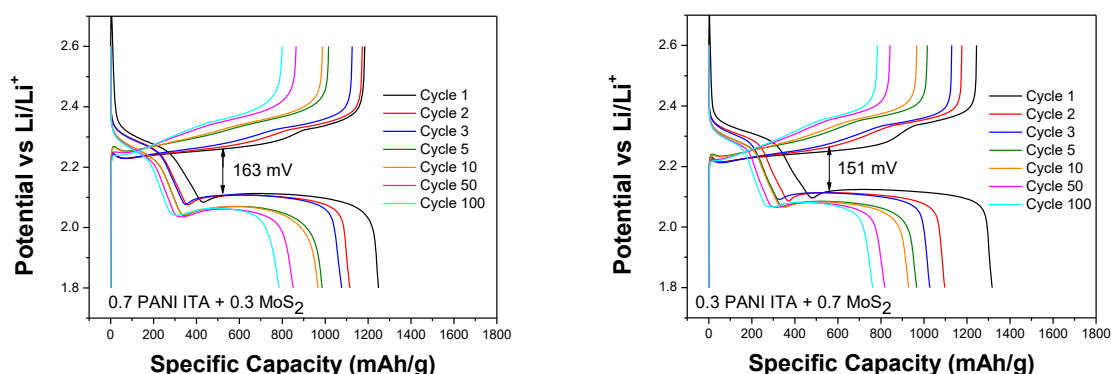 2.6
2.4
2.2
2.0
1.8
Potential vs Li/Li⁺
Cycle 1
Cycle 2
Cycle 3
Cycle 5
Cycle 10
Cycle 50
Cycle 100
163 mV
0.7 PANI ITA + 0.3 MoS₂
0 200 400 600 800 1000 1200 1400 1600 1800
Specific Capacity (mAh/g)
2.6
2.4
2.2
2.0
1.8
Potential vs Li/Li⁺
Cycle 1
Cycle 2
Cycle 3
Cycle 5
Cycle 10
Cycle 50
Cycle 100
151 mV
0.3 PANI ITA + 0.7 MoS₂
0 200 400 600 800 1000 1200 1400 1600 1800
Specific Capacity (mAh/g)